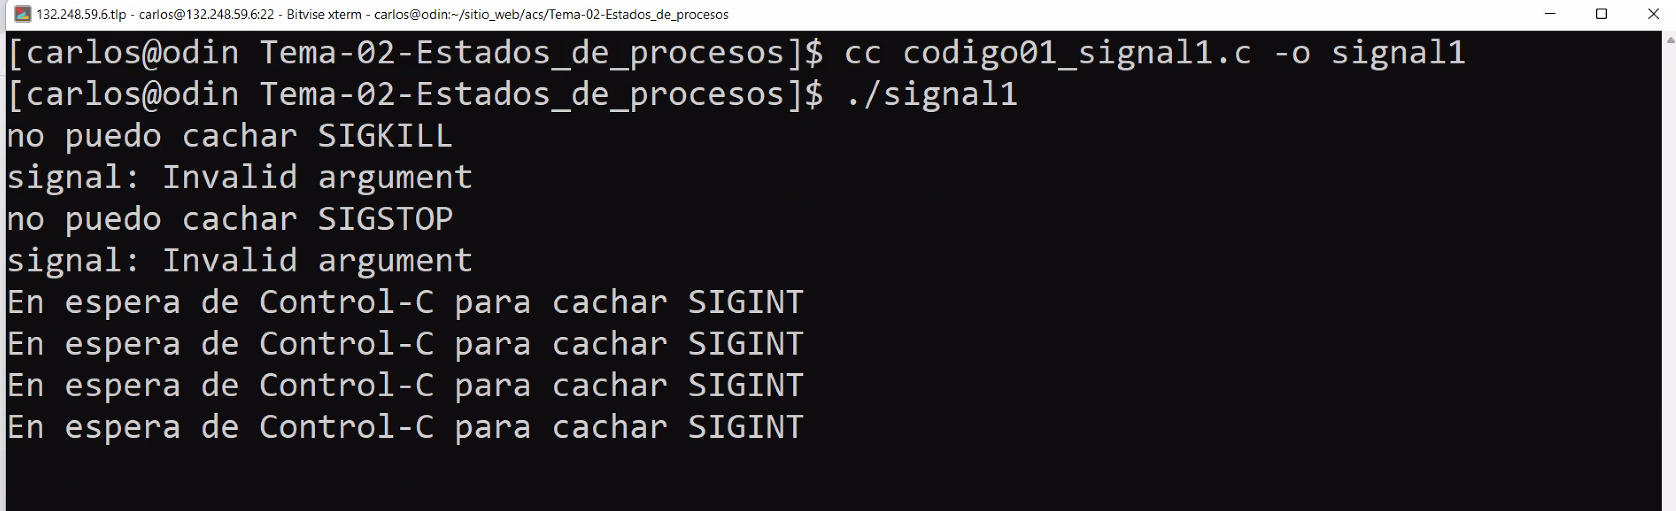 132.248.59.6.tlp - carlos@132.248.59.6:22 - Bitvise xterm - carlos@odin:~/sitio_web/acs/Tema-02-Estados_de_procesos
[carlos@odin Tema-02-Estados_de_procesos]$ cc codigo01_signal1.c -o signal1
[carlos@odin Tema-02-Estados_de_procesos]$ ./signal1
no puedo cachar SIGKILL
signal: Invalid argument
no puedo cachar SIGSTOP
signal: Invalid argument
En espera de Control-C para cachar SIGINT
En espera de Control-C para cachar SIGINT
En espera de Control-C para cachar SIGINT
En espera de Control-C para cachar SIGINT